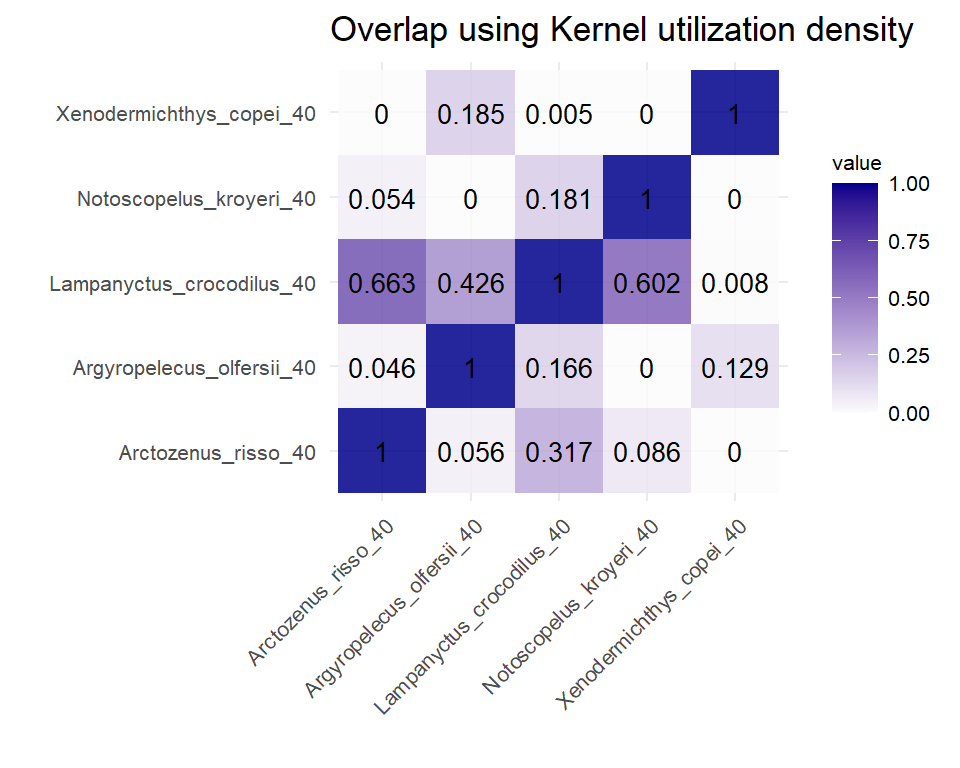 Overlap using Kernel utilization density
Xenodermichthys_copei_40 0 0.185 0.005 0 1
Notoscopelus_kroyeri_40 0.054 0 0.181 1 0
Lampanyctus_crocodilus_40 0.663 0.426 1 0.602 0.008
Argyropelecus_olfersii_40 0.046 1 0.166 0 0.129
Arctozenus_risso_40 1 0.056 0.317 0.086 0
Arctozenus_risso_40
Argyropelecus_olfersii_40
Lampanyctus_crocodilus_40
Notoscopelus_kroyeri_40
Xenodermichthys_copei_40
value
1.00
0.75
0.50
0.25
0.00